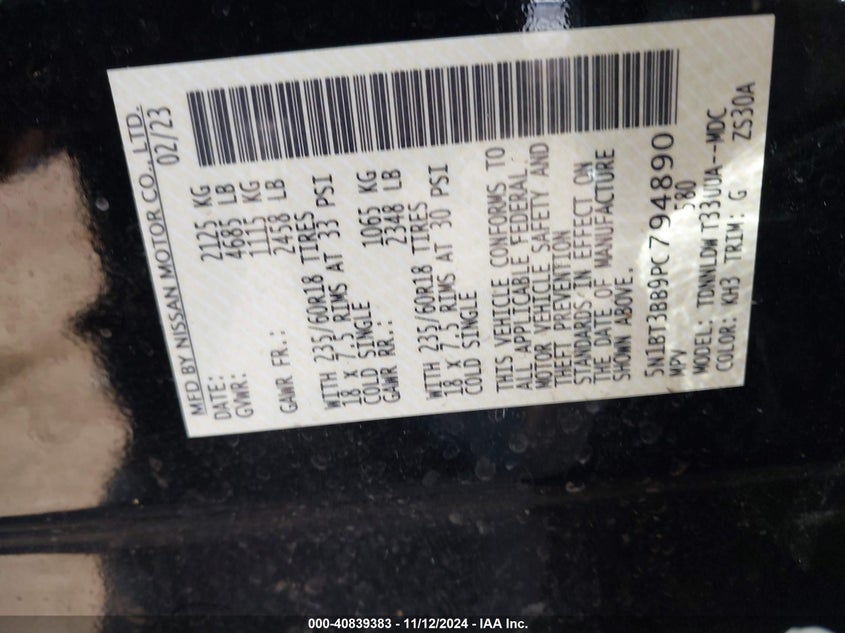 MFD BY NISSAN MOTOR CO., LTD.
DATE: 02/23
GVWR: 2125 KG
4685 LB
1115 KG
GAWR FR.: 2458 LB
WITH 235/60R18 TIRES
18 X 7.5 RIMS AT 33 PSI
COLD SINGLE 1065 KG
GAWR RR.: 2348 LB
WITH 235/60R18 TIRES
18 X 7.5 RIMS AT 30 PSI
COLD SINGLE
THIS VEHICLE CONFORMS TO
ALL APPLICABLE FEDERAL
MOTOR VEHICLE SAFETY AND
THEFT PREVENTION
STANDARDS IN EFFECT ON
THE DATE OF MANUFACTURE
SHOWN ABOVE.
5N1BT3BB9PC794890
MPV 580
MODEL: TDNNLDW T33UUA--MDC
COLOR: KH3 TRIM: G ZS30A
000-40839383 - 11/12/2024 - IAA Inc.